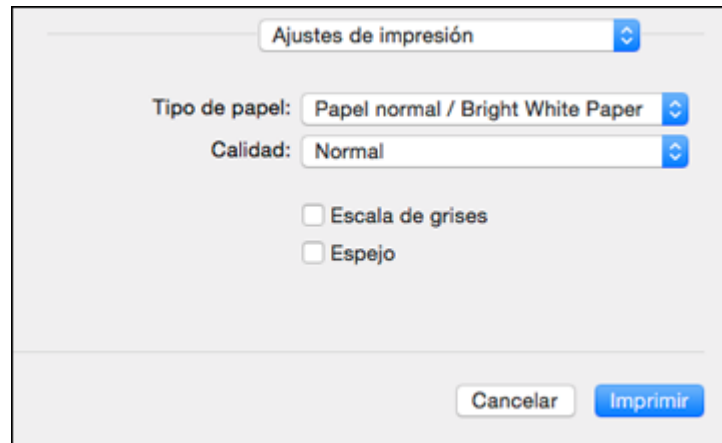 Ajustes de impresión
Tipo de papel: Papel normal / Bright White Paper
Calidad: Normal
Escala de grises
Espejo
Cancelar Imprimir